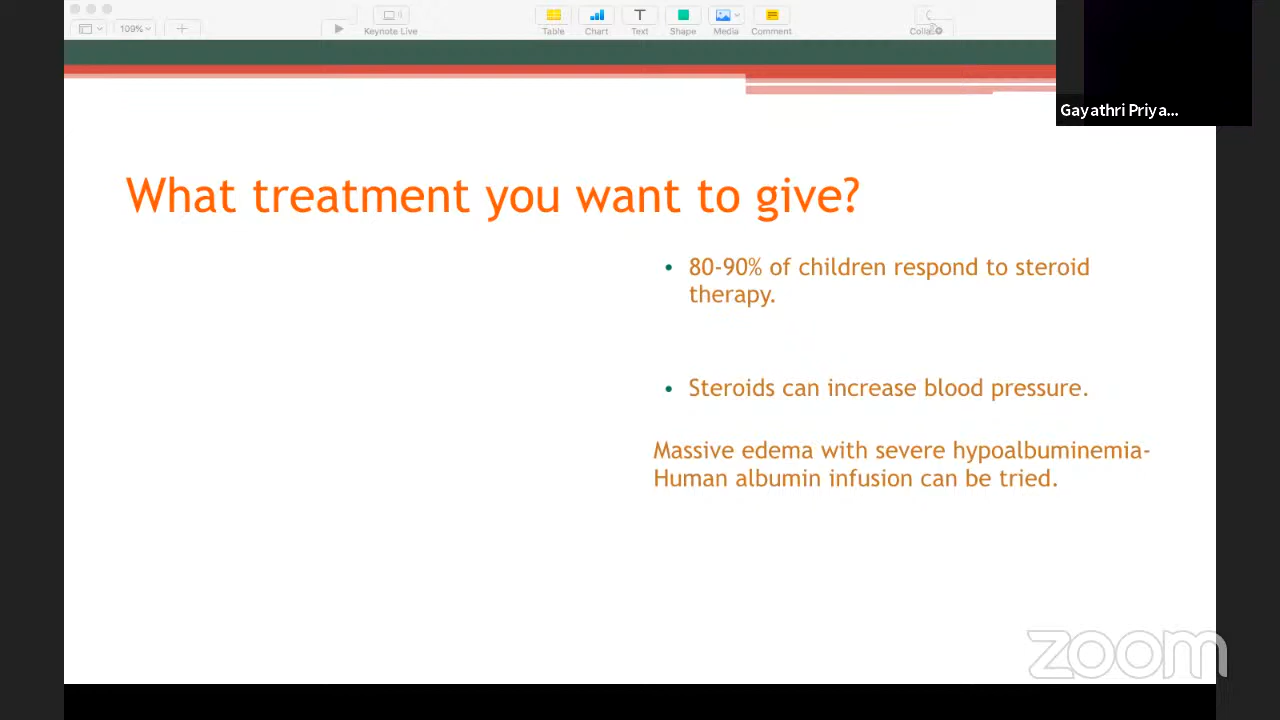 109%
Keynote Live
Table
Chart
Text
Shape
Media
Comment
Gayathri Priya...
What treatment you want to give?
• 80-90% of children respond to steroid
therapy.
• Steroids can increase blood pressure.
Massive edema with severe hypoalbuminemia-
Human albumin infusion can be tried.
zoom